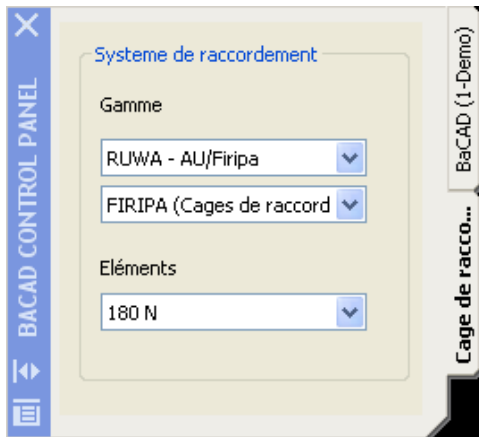 BACAD CONTROL PANEL
Systeme de raccordement
Gamme
RUWA - AU/Firipa
FIRIPA (Cages de raccord
Eléments
180 N
BaCAD (1-Demo)
Cage de racco...